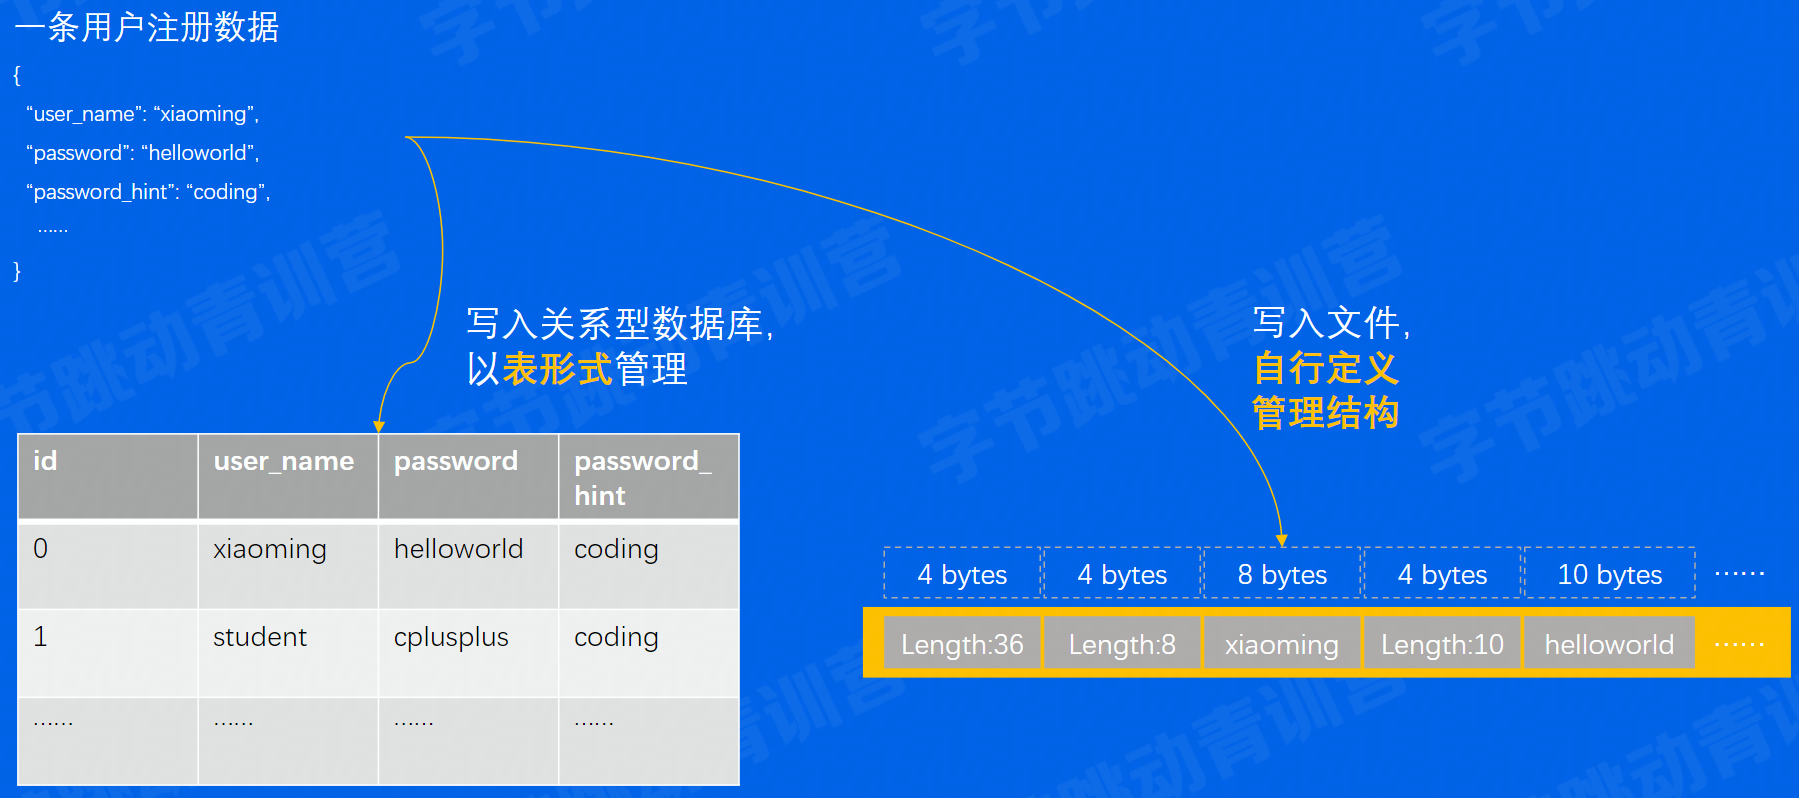 一条用户注册数据
{
“user_name”: “xiaoming”,
“password”: “helloworld”,
“password_hint”: “coding”,
……
}
写入关系型数据库,
以表形式管理
写入文件,
自行定义
管理结构
id user_name password password_
hint
0 xiaoming helloworld coding
1 student cplusplus coding
…… …… …… ……
4 bytes 4 bytes 8 bytes 4 bytes 10 bytes ……
Length:36 Length:8 xiaoming Length:10 helloworld ……
字节跳动青训营